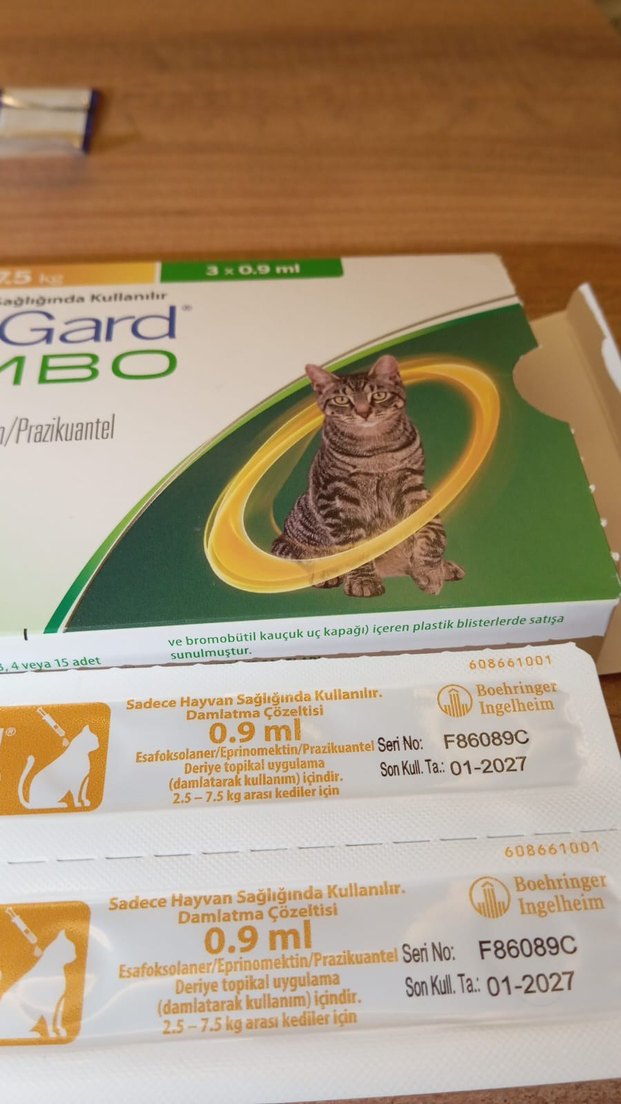 7.5 kg
3 x 0.9 ml
Sağlığında Kullanılır
Gard®
MBO
/Prazikuantel
ve bromobütil kauçuk uç kapağı) içeren plastik blisterlerde satışa
sunulmuştur.
3, 4 veya 15 adet
608661001
Sadece Hayvan Sağlığında Kullanılır.
Damlatma Çözeltisi
0.9 ml
Esafoksolaner/Eprinomektin/Prazikuantel
Deriye topikal uygulama
(damlatarak kullanım) içindir.
2.5 – 7.5 kg arası kediler için
Boehringer
Ingelheim
Seri No: F86089C
Son Kull. Ta.: 01-2027
608661001
Sadece Hayvan Sağlığında Kullanılır.
Damlatma Çözeltisi
0.9 ml
Esafoksolaner/Eprinomektin/Prazikuantel
Deriye topikal uygulama
(damlatarak kullanım) içindir.
2.5 – 7.5 kg arası kediler için
Boehringer
Ingelheim
Seri No: F86089C
Son Kull. Ta.: 01-2027